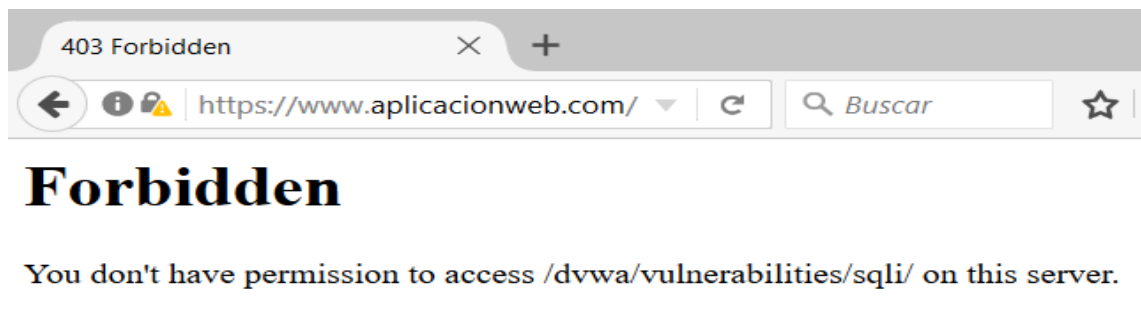 403 Forbidden
https://www.aplicacionweb.com/ Buscar
Forbidden
You don't have permission to access /dvwa/vulnerabilities/sqli/ on this server.